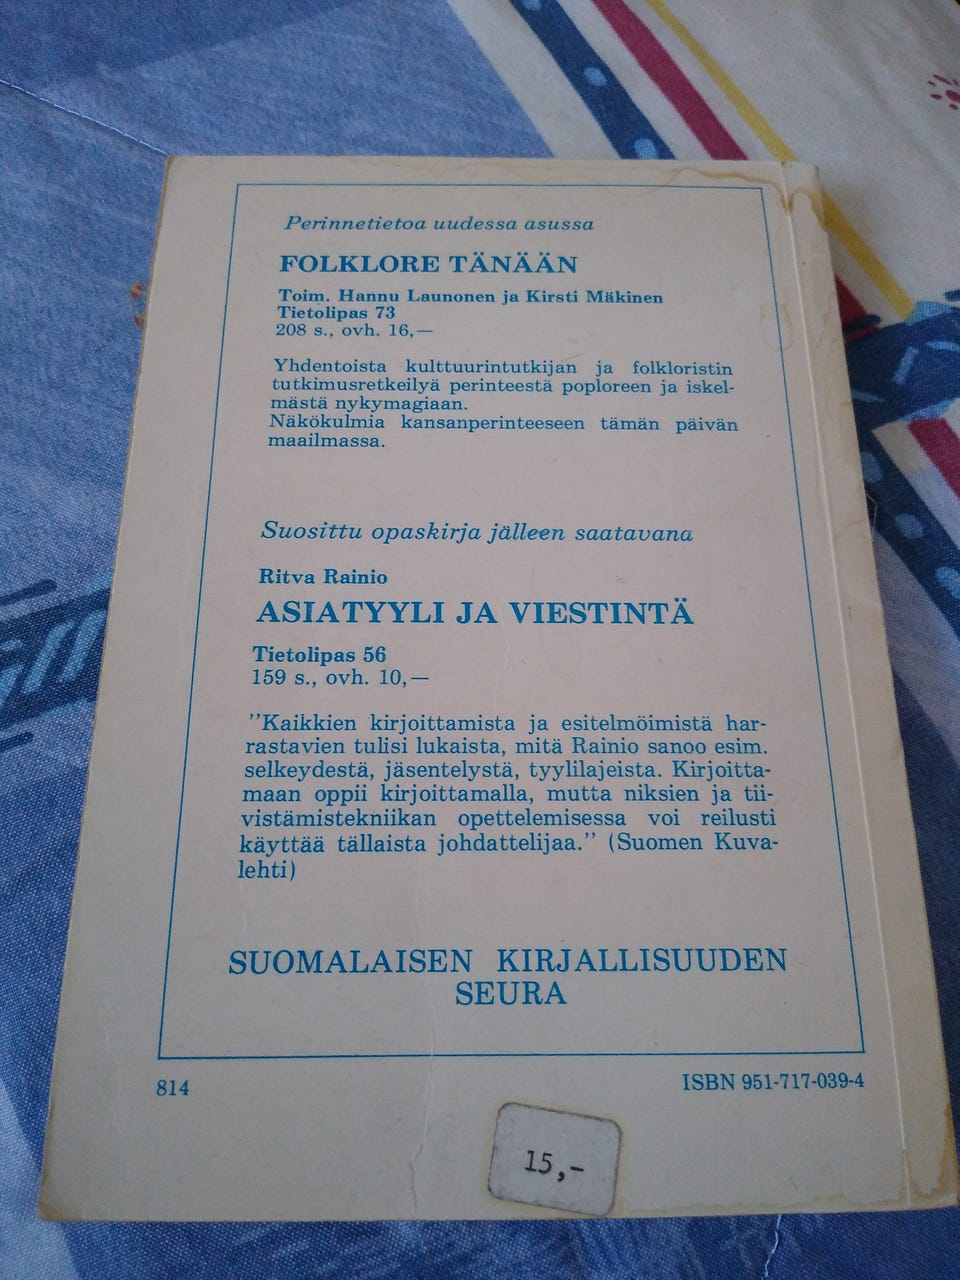 Perinnetietoa uudessa asussa
FOLKLORE TÄNÄÄN
Toim. Hannu Launonen ja Kirsti Mäkinen
Tietolipas 73
208 s., ovh. 16,—
Yhdentoista kulttuurintutkijan ja folkloristin
tutkimusretkeilyä perinteestä poploreen ja iskel-
mästä nykymagiaan.
Näkökulmia kansanperinteeseen tämän päivän
maailmassa.
Suosittu opaskirja jälleen saatavana
Ritva Rainio
ASIATYYLI JA VIESTINTÄ
Tietolipas 56
159 s., ovh. 10,—
”Kaikkien kirjoittamista ja esitelmöimistä har-
rastavien tulisi lukaista, mitä Rainio sanoo esim.
selkeydestä, jäsentelystä, tyylilajeista. Kirjoitta-
maan oppii kirjoittamalla, mutta niksien ja tii-
vistämistekniikan opettelemisessa voi reilusti
käyttää tällaista johdattelijaa.” (Suomen Kuva-
lehti)
SUOMALAISEN KIRJALLISUUDEN
SEURA
814
ISBN 951-717-039-4
15,-